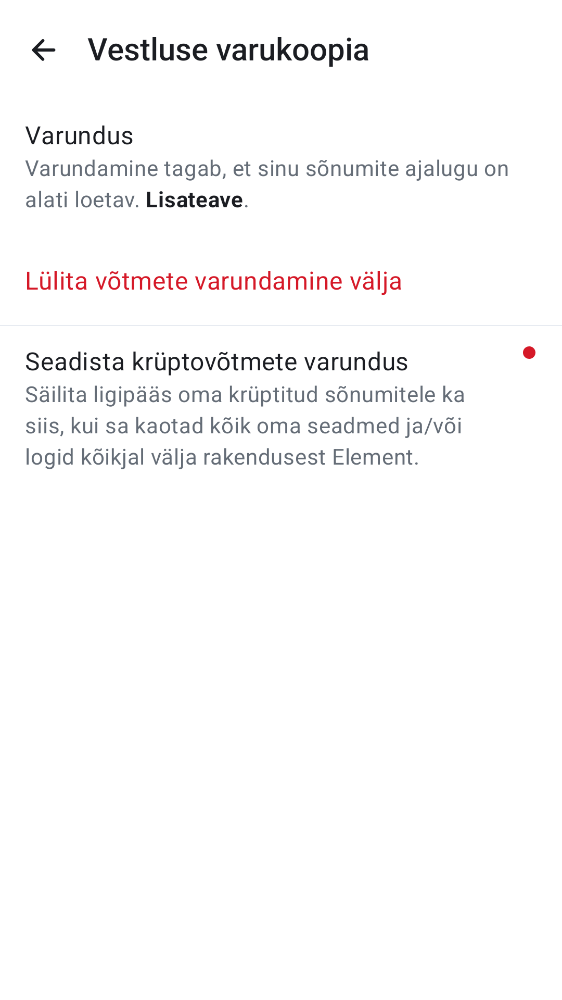 Vestluse varukoopia
Varundus
Varundamine tagab, et sinu sõnumite ajalugu on
alati loetav. Lisateave.
Lülita võtmete varundamine välja
Seadista krüptovõtmete varundus
Säilita ligipääs oma krüptitud sõnumitele ka
siis, kui sa kaotad kõik oma seadmed ja/või
logid kõikjal välja rakendusest Element.